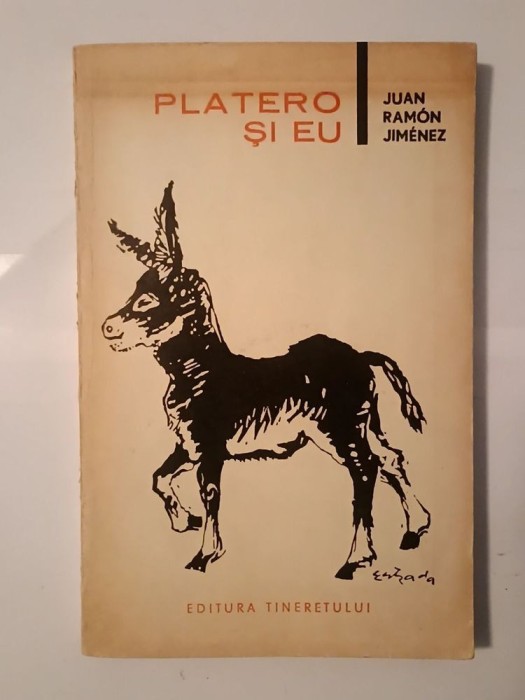 PLATERO
ŞI EU
JUAN
RAMÓN
JIMÉNEZ
EDITURA TINERETULUI